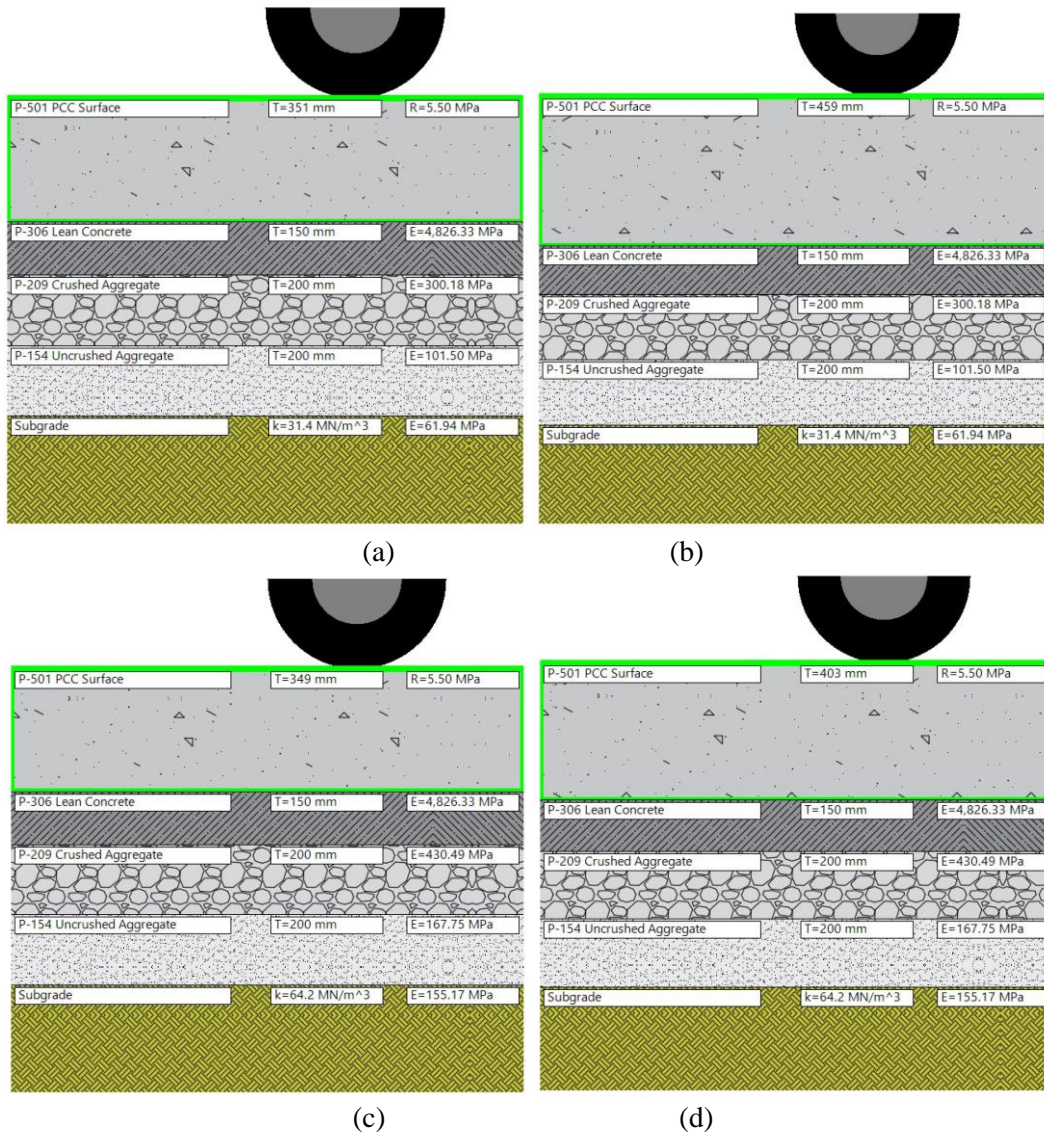 P-501 PCC Surface T=351 mm R=5.50 MPa
P-306 Lean Concrete T=150 mm E=4,826.33 MPa
P-209 Crushed Aggregate T=200 mm E=300.18 MPa
P-154 Uncrushed Aggregate T=200 mm E=101.50 MPa
Subgrade k=31.4 MN/m^3 E=61.94 MPa
(a)
P-501 PCC Surface T=459 mm R=5.50 MPa
P-306 Lean Concrete T=150 mm E=4,826.33 MPa
P-209 Crushed Aggregate T=200 mm E=300.18 MPa
P-154 Uncrushed Aggregate T=200 mm E=101.50 MPa
Subgrade k=31.4 MN/m^3 E=61.94 MPa
(b)
P-501 PCC Surface T=349 mm R=5.50 MPa
P-306 Lean Concrete T=150 mm E=4,826.33 MPa
P-209 Crushed Aggregate T=200 mm E=430.49 MPa
P-154 Uncrushed Aggregate T=200 mm E=167.75 MPa
Subgrade k=64.2 MN/m^3 E=155.17 MPa
(c)
P-501 PCC Surface T=403 mm R=5.50 MPa
P-306 Lean Concrete T=150 mm E=4,826.33 MPa
P-209 Crushed Aggregate T=200 mm E=430.49 MPa
P-154 Uncrushed Aggregate T=200 mm E=167.75 MPa
Subgrade k=64.2 MN/m^3 E=155.17 MPa
(d)